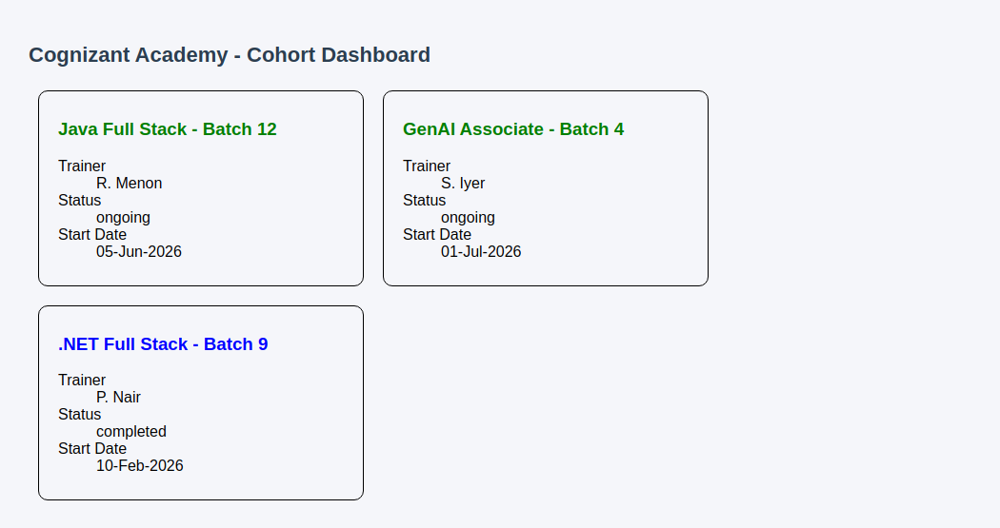 Cognizant Academy - Cohort Dashboard
Java Full Stack - Batch 12
Trainer
R. Menon
Status
ongoing
Start Date
05-Jun-2026
GenAI Associate - Batch 4
Trainer
S. Iyer
Status
ongoing
Start Date
01-Jul-2026
.NET Full Stack - Batch 9
Trainer
P. Nair
Status
completed
Start Date
10-Feb-2026